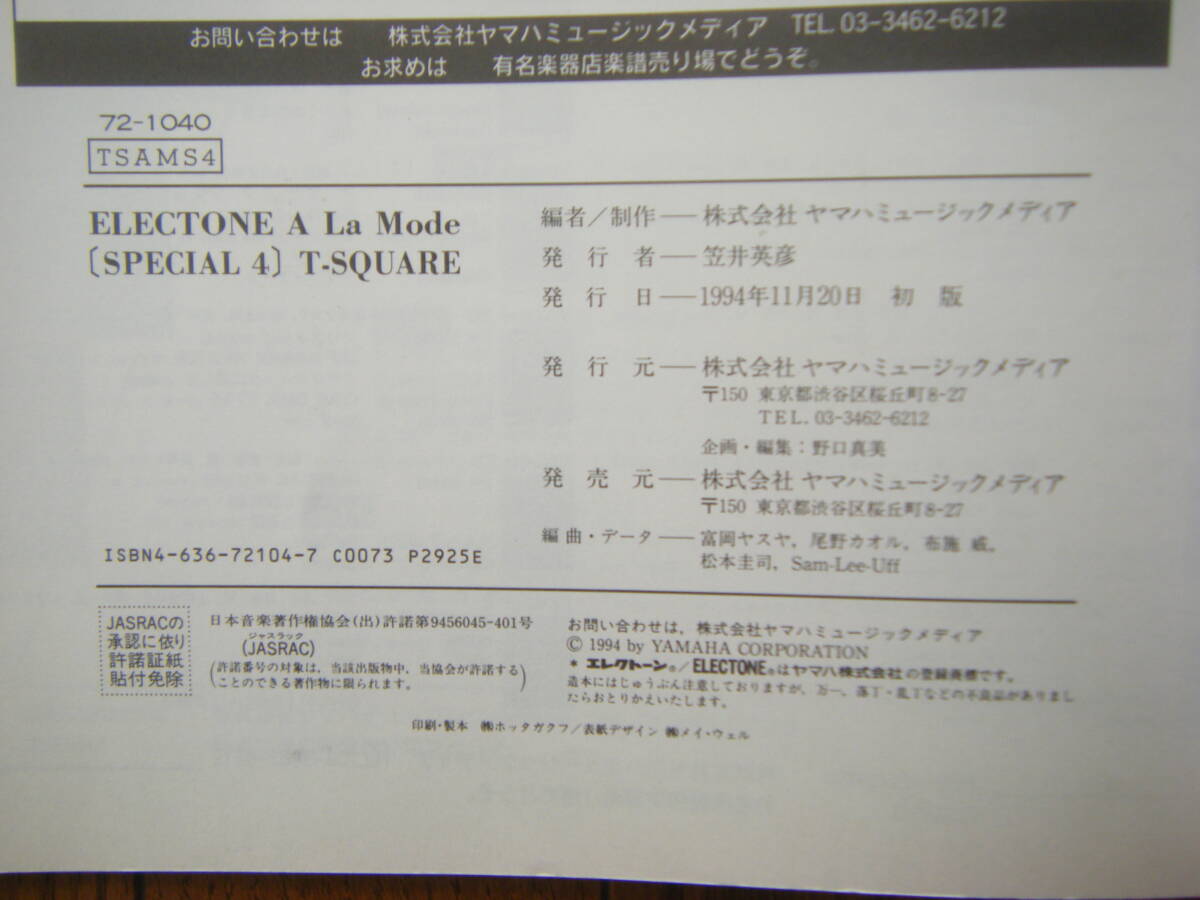 お問い合わせは 株式会社ヤマハミュージックメディア TEL. 03-3462-6212
お求めは 有名楽器店楽譜売り場でどうぞ。
72-1040
TSAMS4
ELECTONE A La Mode
〔SPECIAL 4〕 T-SQUARE
編者／制作 ― 株式会社 ヤマハミュージックメディア
発 行 者 ― 笠井英彦
発 行 日 ― 1994年11月20日 初 版
発 行 元 ― 株式会社 ヤマハミュージックメディア
〒150 東京都渋谷区桜丘町8-27
TEL. 03-3462-6212
企画・編集：野口真美
発 売 元 ― 株式会社 ヤマハミュージックメディア
〒150 東京都渋谷区桜丘町8-27
編曲・データ ― 富岡ヤスヤ, 尾野カオル, 布施 威,
松本圭司, Sam-Lee-Uff
ISBN4-636-72104-7 C0073 P2925E
JASRACの
承認に依り
許諾証紙
貼付免除
日本音楽著作権協会(出)許諾第9456045-401号
ジャスラック
(JASRAC)
(許諾番号の対象は、当該出版物中、当協会が許諾する
ことのできる著作物に限られます。)
お問い合わせは, 株式会社ヤマハミュージックメディア
© 1994 by YAMAHA CORPORATION
* エレクトーン®／ELECTONE®はヤマハ株式会社の登録商標です。
造本にはじゅうぶん注意しておりますが、万一、落丁・乱丁などの不良品がありまし
たらおとりかえいたします。
印刷・製本 ㈱ホッタガクフ／表紙デザイン ㈱メイ・ウェル